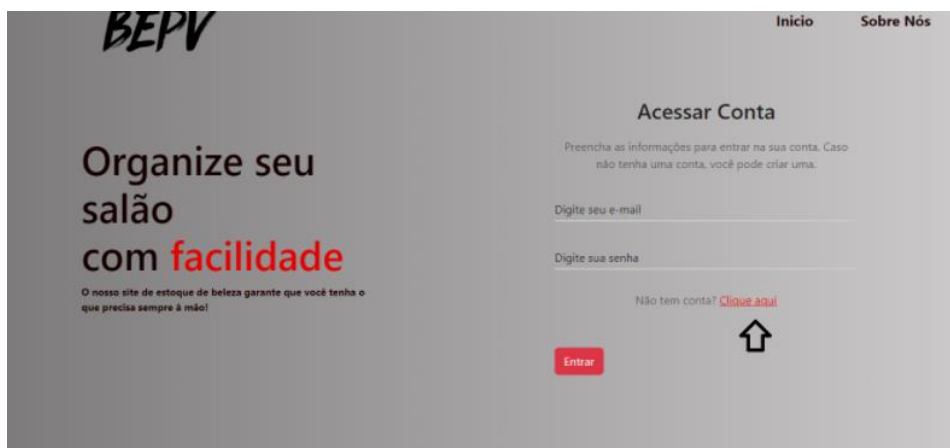 BEPV
Inicio Sobre Nós
Organize seu
salão
com facilidade
O nosso site de estoque de beleza garante que você tenha o
que precisa sempre à mão!
Acessar Conta
Preencha as informações para entrar na sua conta. Caso
não tenha uma conta, você pode criar uma.
Digite seu e-mail
Digite sua senha
Não tem conta? Clique aqui
Entrar